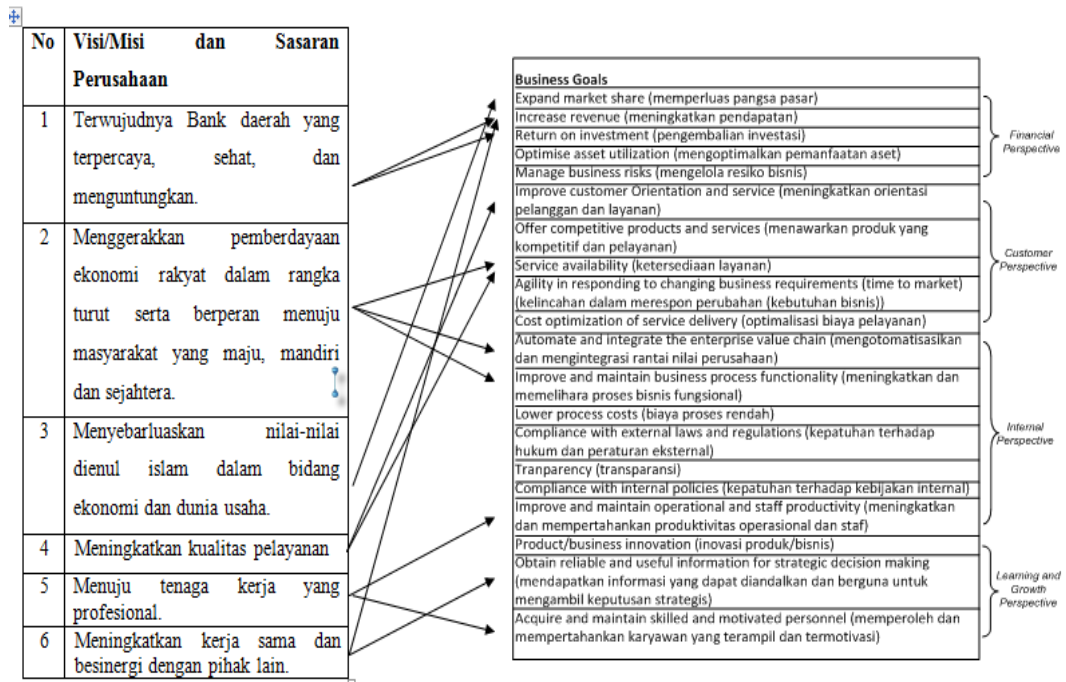 No Visi/Misi dan Sasaran
Perusahaan
1 Terwujudnya Bank daerah yang
terpercaya, sehat, dan
menguntungkan.
2 Menggerakkan pemberdayaan
ekonomi rakyat dalam rangka
turut serta berperan menuju
masyarakat yang maju, mandiri
dan sejahtera.
3 Menyebarluaskan nilai-nilai
dienul islam dalam bidang
ekonomi dan dunia usaha.
4 Meningkatkan kualitas pelayanan
5 Menuju tenaga kerja yang
profesional.
6 Meningkatkan kerja sama dan
besinergi dengan pihak lain.
Business Goals
Expand market share (memperluas pangsa pasar)
Increase revenue (meningkatkan pendapatan)
Return on investment (pengembalian investasi)
Optimise asset utilization (mengoptimalkan pemanfaatan aset)
Manage business risks (mengelola resiko bisnis)
Financial
Perspective
Improve customer Orientation and service (meningkatkan orientasi
pelanggan dan layanan)
Offer competitive products and services (menawarkan produk yang
kompetitif dan pelayanan)
Service availability (ketersediaan layanan)
Agility in responding to changing business requirements (time to market)
(kelincahan dalam merespon perubahan (kebutuhan bisnis))
Cost optimization of service delivery (optimalisasi biaya pelayanan)
Customer
Perspective
Automate and integrate the enterprise value chain (mengotomatisasikan
dan mengintegrasi rantai nilai perusahaan)
Improve and maintain business process functionality (meningkatkan dan
memelihara proses bisnis fungsional)
Lower process costs (biaya proses rendah)
Compliance with external laws and regulations (kepatuhan terhadap
hukum dan peraturan eksternal)
Tranparency (transparansi)
Compliance with internal policies (kepatuhan terhadap kebijakan internal)
Improve and maintain operational and staff productivity (meningkatkan
dan mempertahankan produktivitas operasional dan staf)
Internal
Perspective
Product/business innovation (inovasi produk/bisnis)
Obtain reliable and useful information for strategic decision making
(mendapatkan informasi yang dapat diandalkan dan berguna untuk
mengambil keputusan strategis)
Acquire and maintain skilled and motivated personnel (memperoleh dan
mempertahankan karyawan yang terampil dan termotivasi)
Learning and
Growth
Perspective